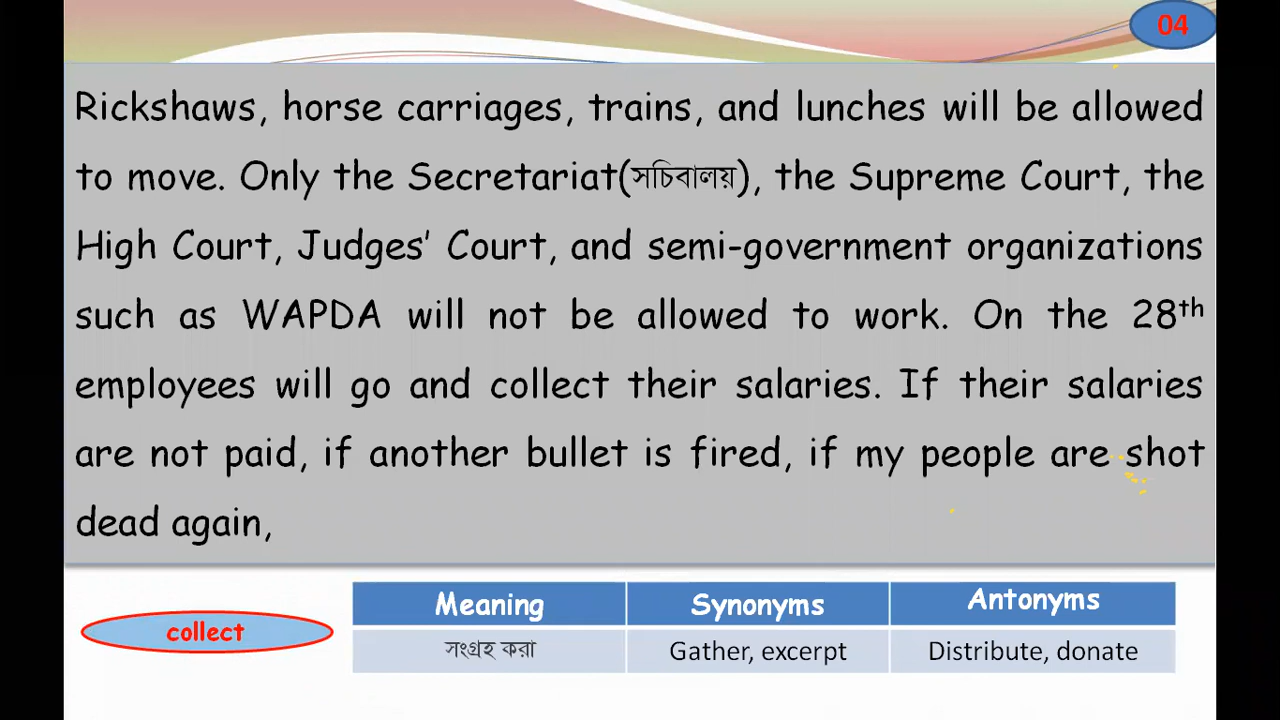 04
Rickshaws, horse carriages, trains, and lunches will be allowed
to move. Only the Secretariat(সচিবালয়), the Supreme Court, the
High Court, Judges' Court, and semi-government organizations
such as WAPDA will not be allowed to work. On the 28th
employees will go and collect their salaries. If their salaries
are not paid, if another bullet is fired, if my people are shot
dead again,
collect
Meaning Synonyms Antonyms
সংগ্রহ করা Gather, excerpt Distribute, donate